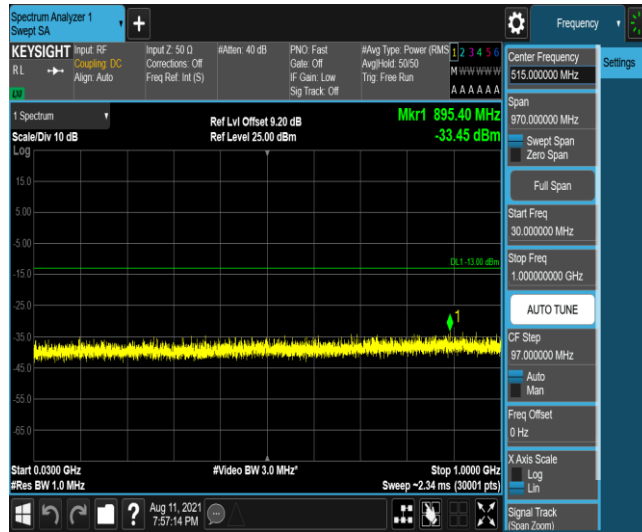 Spectrum Analyzer 1
Swept SA
Frequency
KEYSIGHT
RL
LXI
Input: RF
Coupling: DC
Align: Auto
Input Z: 50 Ω
Corrections: Off
Freq Ref: Int (S)
#Atten: 40 dB
PNO: Fast
Gate: Off
IF Gain: Low
Sig Track: Off
#Avg Type: Power (RMS
Avg|Hold: 50/50
Trig: Free Run
1 2 3 4 5 6
M W W W W W
A A A A A A
1 Spectrum
Scale/Div 10 dB
Ref Lvl Offset 9.20 dB
Ref Level 25.00 dBm
Mkr1 895.40 MHz
-33.45 dBm
Log
15.0
5.00
-5.00
-15.0
-25.0
-35.0
-45.0
-55.0
-65.0
DL1 -13.00 dBm
1
Start 0.0300 GHz
#Res BW 1.0 MHz
#Video BW 3.0 MHz*
Stop 1.0000 GHz
Sweep ~2.34 ms (30001 pts)
Aug 11, 2021
7:57:14 PM
Center Frequency
515.000000 MHz
Settings
Span
970.000000 MHz
Swept Span
Zero Span
Full Span
Start Freq
30.000000 MHz
Stop Freq
1.000000000 GHz
AUTO TUNE
CF Step
97.000000 MHz
Auto
Man
Freq Offset
0 Hz
X Axis Scale
Log
Lin
Signal Track
(Span Zoom)